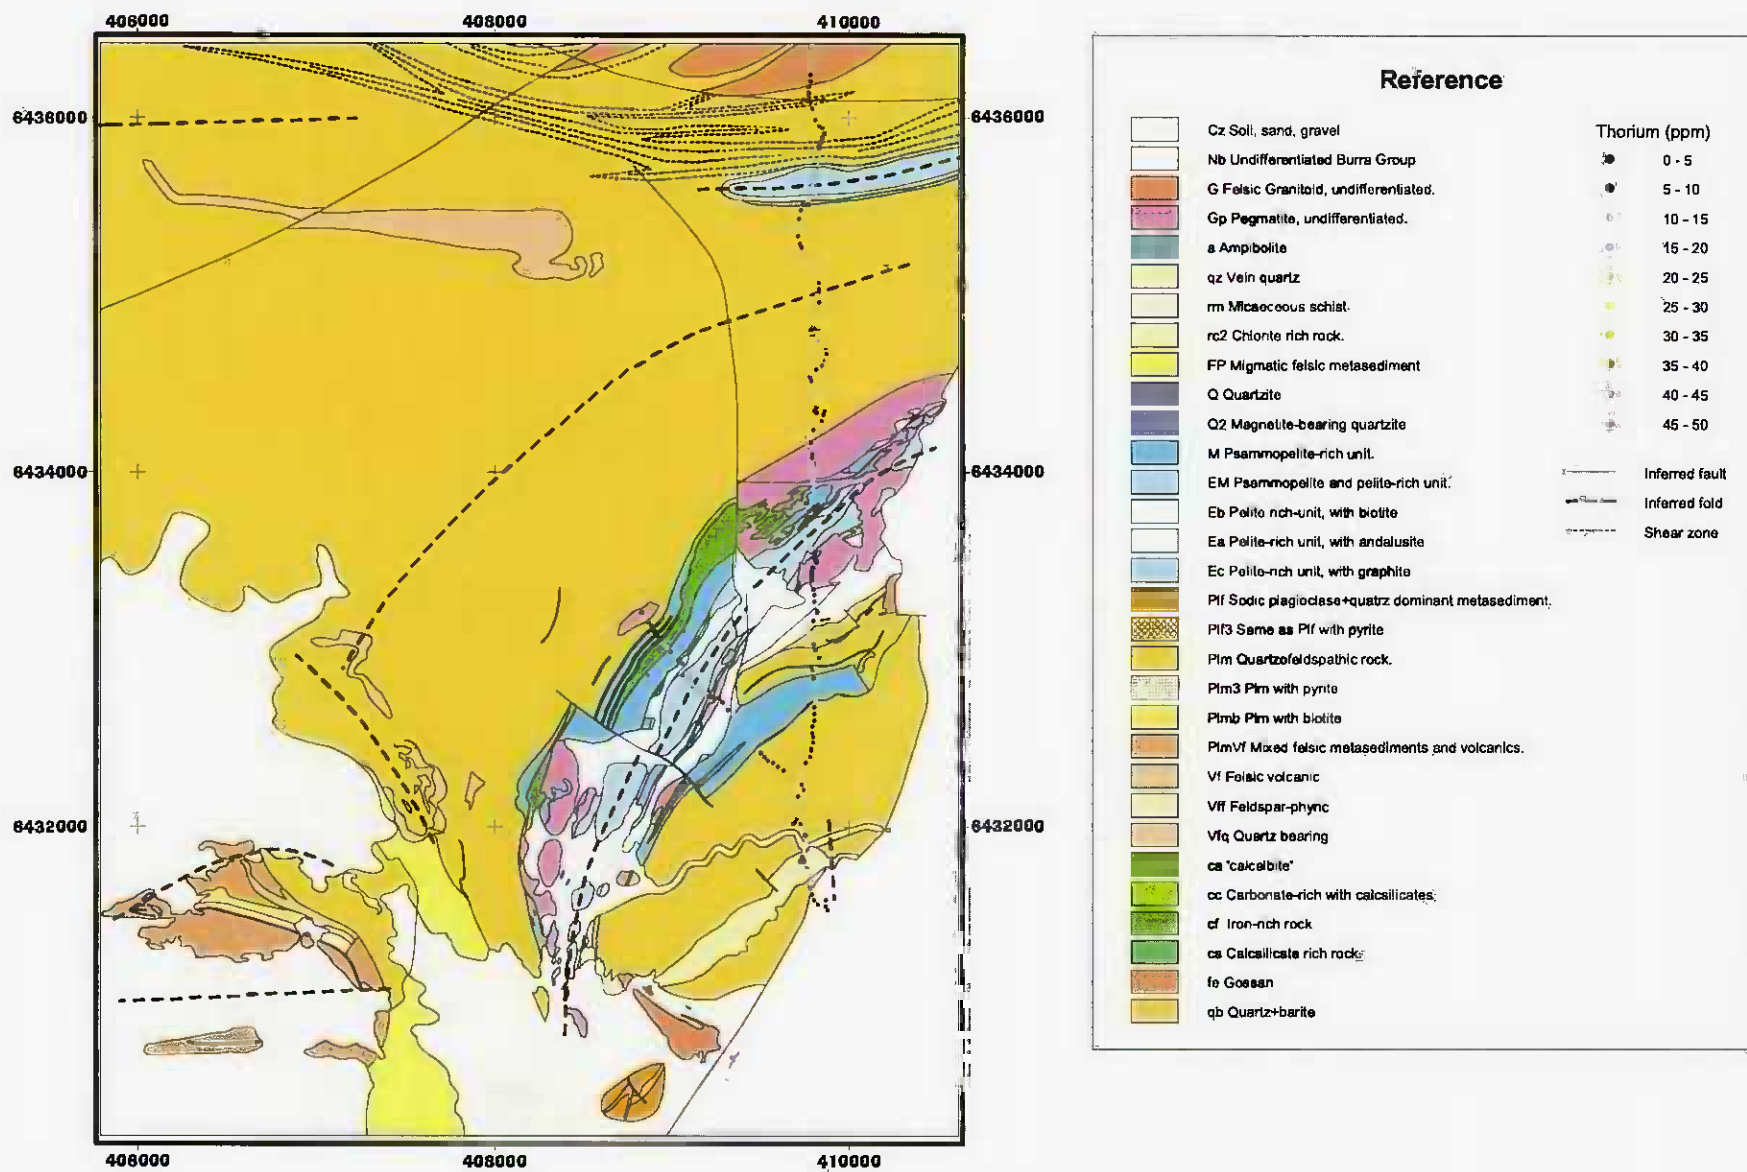 406000 408000 410000
6436000 6436000
6434000 6434000
6432000 6432000
406000 408000 410000
Reference
Cz Soil, sand, gravel
Nb Undifferentiated Burra Group
G Felsic Granitoid, undifferentiated.
Gp Pegmatite, undifferentiated.
a Ampibolite
qz Vein quartz
rm Micaeceous schist.
rc2 Chlorite rich rock.
FP Migmatic felsic metasediment
Q Quartzite
Q2 Magnetite-bearing quartzite
M Psammopelite-rich unit.
EM Psammopelite and pelite-rich unit.
Eb Pelite rich-unit, with biotite
Ea Pelite-rich unit, with andalusite
Ec Pelite-rich unit, with graphite
Plf Sodic plagioclase+quatrz dominant metasediment.
Plf3 Same as Plf with pyrite
Plm Quartzofeldspathic rock.
Plm3 Plm with pyrite
Plmb Plm with biotite
PlmVf Mixed felsic metasediments and volcanics.
Vf Felsic volcanic
Vff Feldspar-phyric
Vfq Quartz bearing
ca "calcalbite"
cc Carbonate-rich with calcsilicates.
cf Iron-rich rock
cs Calcsilicate rich rock.
fe Gossan
qb Quartz+barite
Thorium (ppm)
0 - 5
5 - 10
10 - 15
15 - 20
20 - 25
25 - 30
30 - 35
35 - 40
40 - 45
45 - 50
Inferred fault
Inferred fold
Shear zone